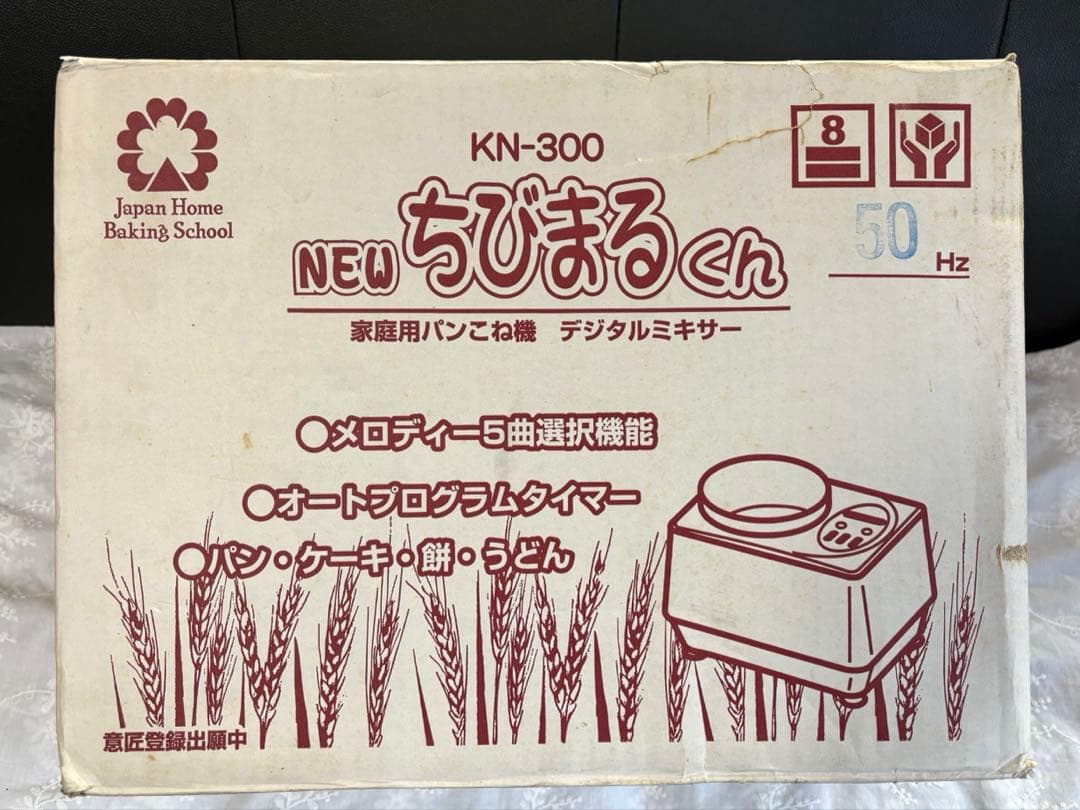 KN-300
8
Japan Home
Baking School
50 Hz
NEW ちびまるくん
家庭用パンこね機 デジタルミキサー
●メロディー5曲選択機能
●オートプログラムタイマー
●パン・ケーキ・餅・うどん
意匠登録出願中